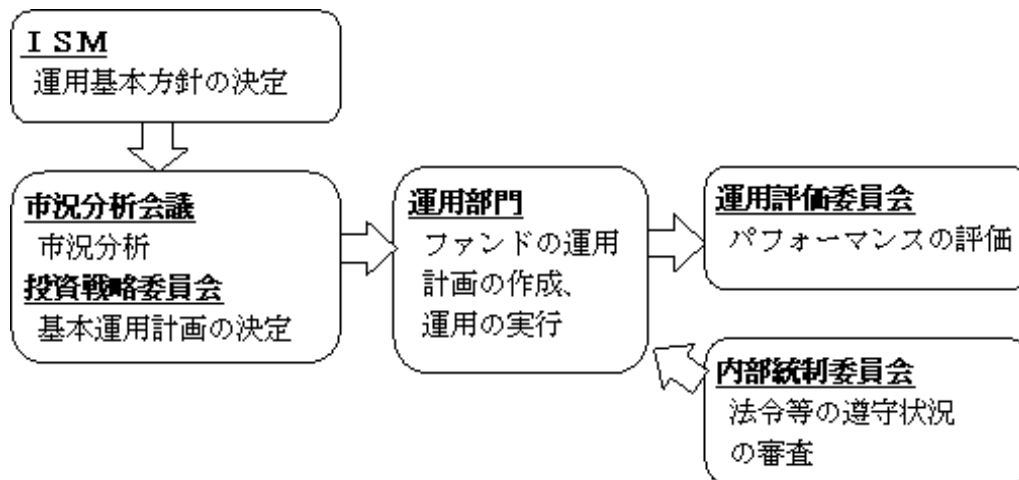 ＩＳＭ
運用基本方針の決定
市況分析会議
市況分析
投資戦略委員会
基本運用計画の決定
運用部門
ファンドの運用
計画の作成、
運用の実行
運用評価委員会
パフォーマンスの評価
内部統制委員会
法令等の遵守状況
の審査